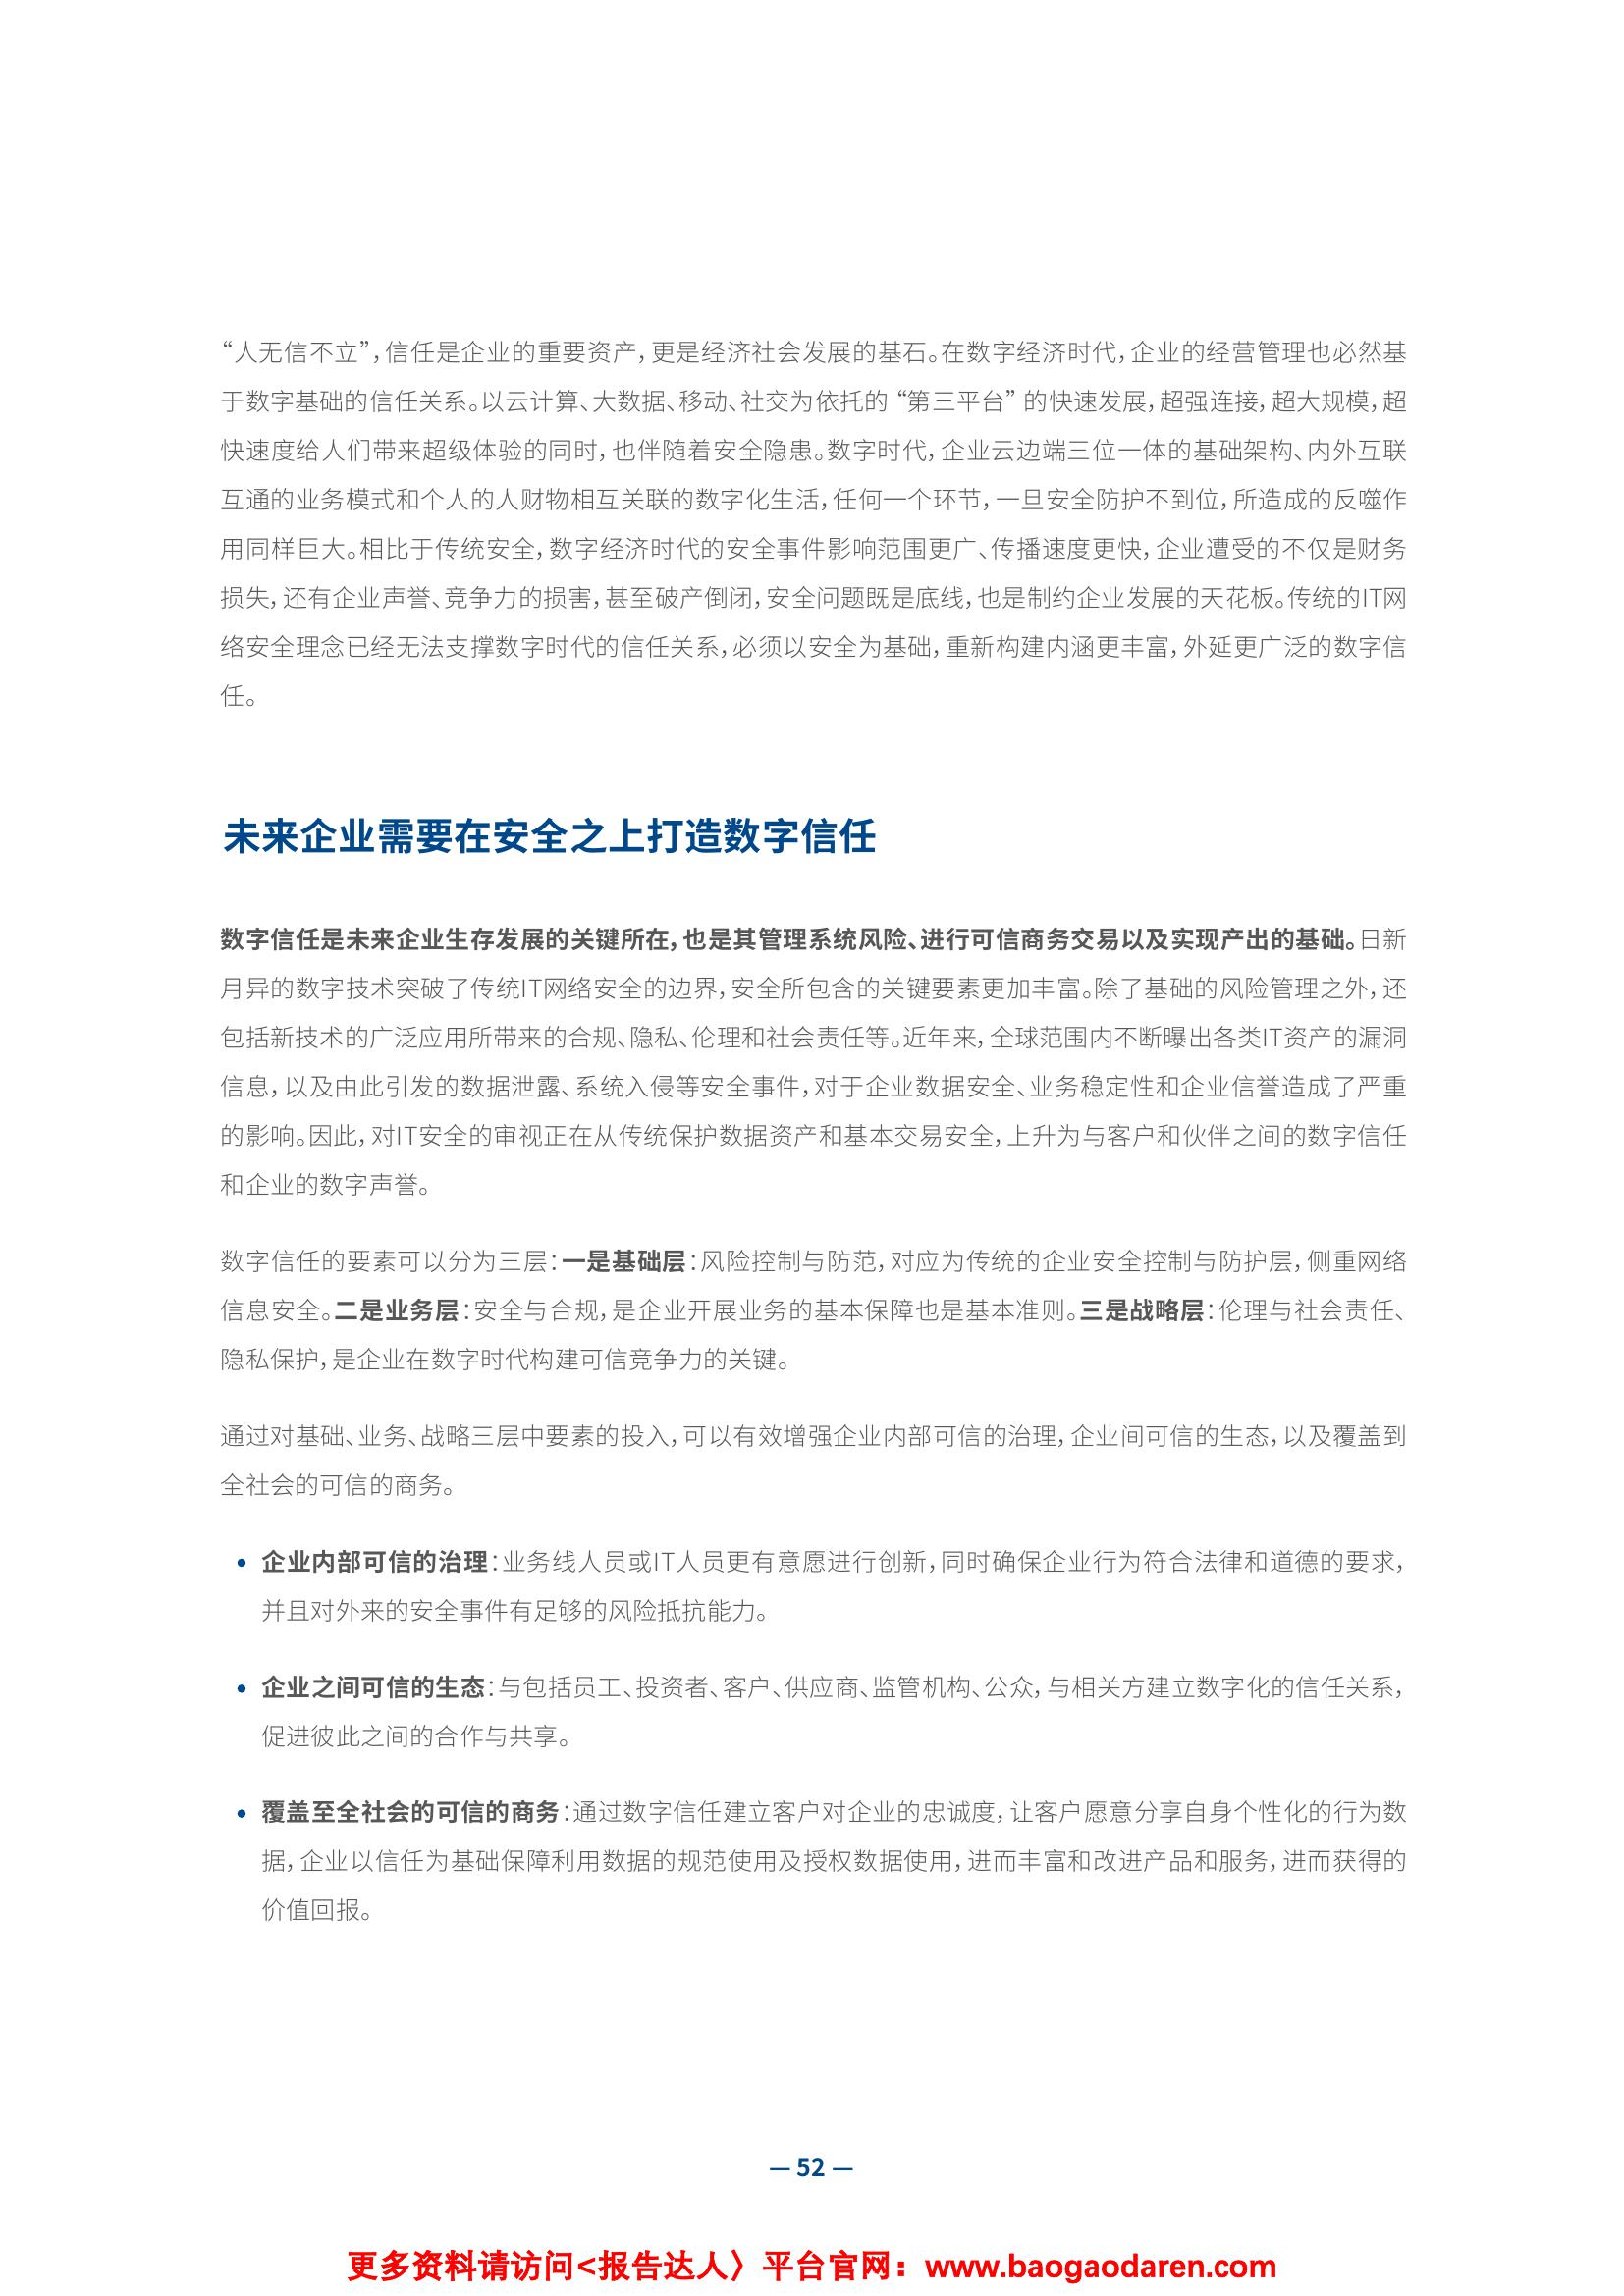 “人无信不立”，信任是企业的重要资产，更是经济社会发展的基石。在数字经济时代，企业的经营管理也必然基
于数字基础的信任关系。以云计算、大数据、移动、社交为依托的“第三平台”的快速发展，超强连接，超大规模，超
快速度给人们带来超级体验的同时，也伴随着安全隐患。数字时代，企业云边端三位一体的基础架构、内外互联
互通的业务模式和个人的人财物相互关联的数字化生活，任何一个环节，一旦安全防护不到位，所造成的反噬作
用同样巨大。相比于传统安全，数字经济时代的安全事件影响范围更广、传播速度更快，企业遭受的不仅是财务
损失，还有企业声誉、竞争力的损害，甚至破产倒闭，安全问题既是底线，也是制约企业发展的天花板。传统的IT网
络安全理念已经无法支撑数字时代的信任关系，必须以安全为基础，重新构建内涵更丰富，外延更广泛的数字信
任。
未来企业需要在安全之上打造数字信任
数字信任是未来企业生存发展的关键所在，也是其管理系统风险、进行可信商务交易以及实现产出的基础。日新
月异的数字技术突破了传统IT网络安全的边界，安全所包含的关键要素更加丰富。除了基础的风险管理之外，还
包括新技术的广泛应用所带来的合规、隐私、伦理和社会责任等。近年来，全球范围内不断曝出各类IT资产的漏洞
信息，以及由此引发的数据泄露、系统入侵等安全事件，对于企业数据安全、业务稳定性和企业信誉造成了严重
的影响。因此，对IT安全的审视正在从传统保护数据资产和基本交易安全，上升为与客户和伙伴之间的数字信任
和企业的数字声誉。
数字信任的要素可以分为三层：一是基础层：风险控制与防范，对应为传统的企业安全控制与防护层，侧重网络
信息安全。二是业务层：安全与合规，是企业开展业务的基本保障也是基本准则。三是战略层：伦理与社会责任、
隐私保护，是企业在数字时代构建可信竞争力的关键。
通过对基础、业务、战略三层中要素的投入，可以有效增强企业内部可信的治理，企业间可信的生态，以及覆盖到
全社会的可信的商务。
• 企业内部可信的治理：业务线人员或IT人员更有意愿进行创新，同时确保企业行为符合法律和道德的要求，
并且对外来的安全事件有足够的风险抵抗能力。
• 企业之间可信的生态：与包括员工、投资者、客户、供应商、监管机构、公众，与相关方建立数字化的信任关系，
促进彼此之间的合作与共享。
• 覆盖至全社会的可信的商务：通过数字信任建立客户对企业的忠诚度，让客户愿意分享自身个性化的行为数
据，企业以信任为基础保障利用数据的规范使用及授权数据使用，进而丰富和改进产品和服务，进而获得的
价值回报。
— 52 —
更多资料请访问<报告达人〉平台官网：www.baogaodaren.com